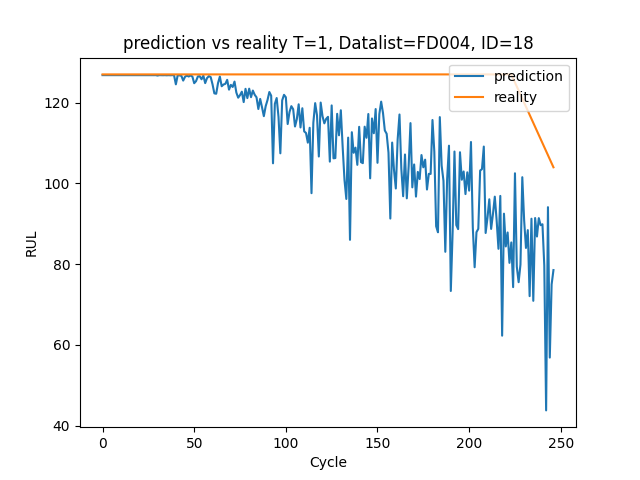 prediction vs reality T=1, Datalist=FD004, ID=18
prediction
reality
120
100
80
60
40
RUL
0 50 100 150 200 250
Cycle